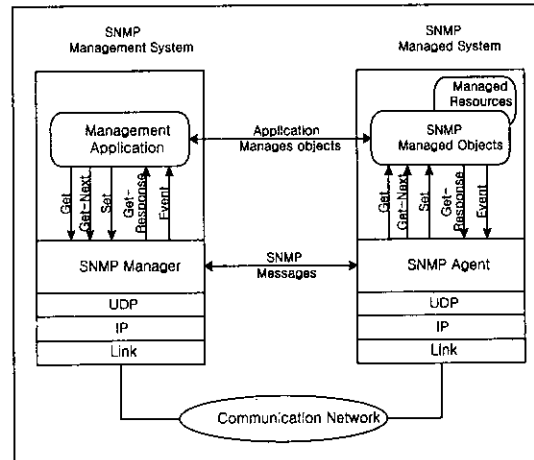 SNMP
Management System
SNMP
Managed System
Managed
Resources
Management
Application
Application
Manages objects
SNMP
Managed Objects
Get
Get-Next
Set
Get-
Response
Event
Get
Get-Next
Set
Get-
Response
Event
SNMP Manager
SNMP
Messages
SNMP Agent
UDP
UDP
IP
IP
Link
Link
Communication Network